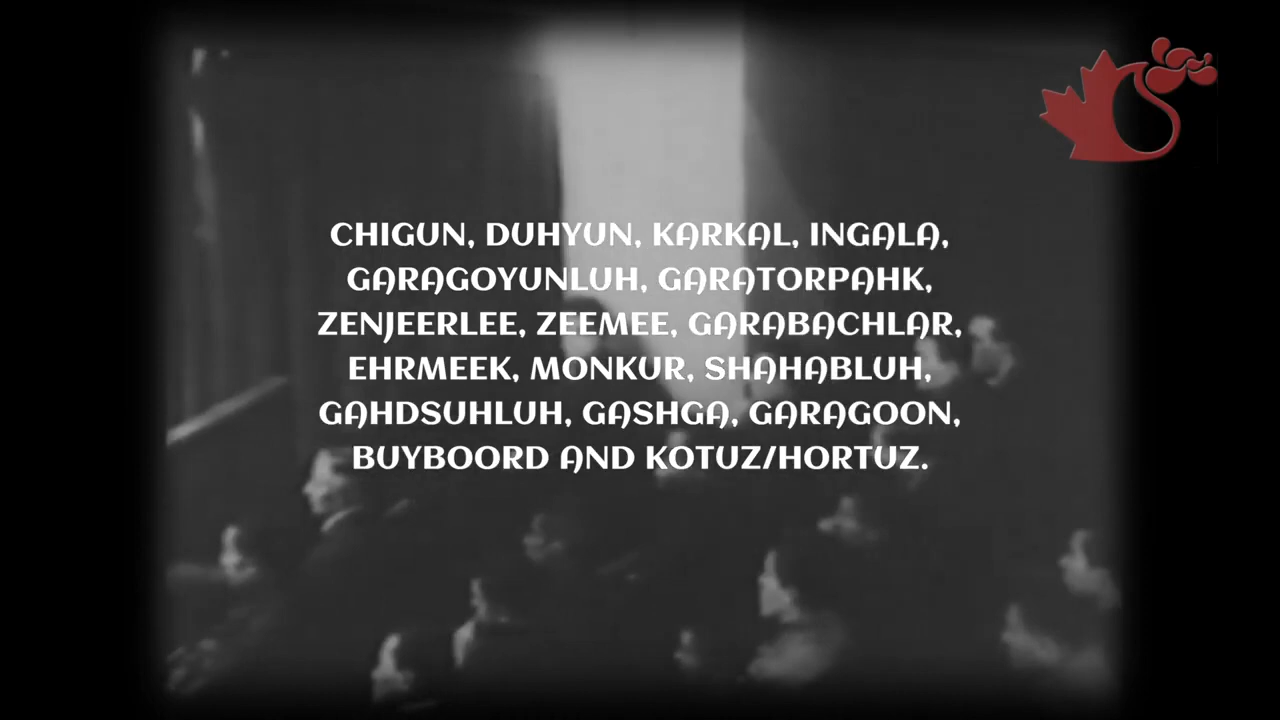 CHIGUN, DUHYUN, KARKAL, INGALA,
GARAGOYUNLUH, GARATORPAHK,
ZENJEERLEE, ZEEMEE, GARABACHLAR,
EHRMEEK, MONKUR, SHAHABLUH,
GAHDSUHLUH, GASHGA, GARAGOON,
BUYBOORD AND KOTUZ/HORTUZ.